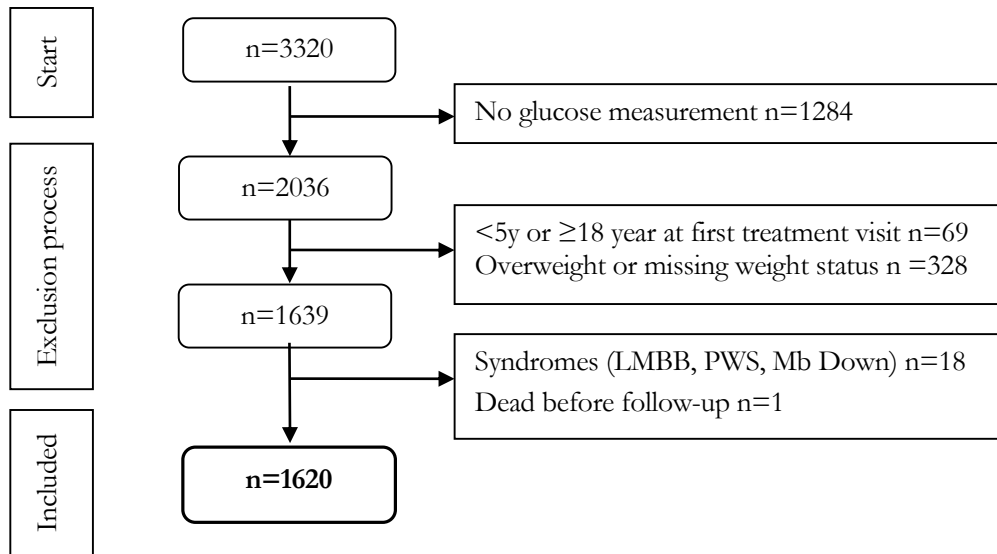 Start
n=3320
No glucose measurement n=1284
Exclusion process
n=2036
<5y or ≥18 year at first treatment visit n=69
Overweight or missing weight status n =328
n=1639
Syndromes (LMBB, PWS, Mb Down) n=18
Dead before follow-up n=1
Included
n=1620